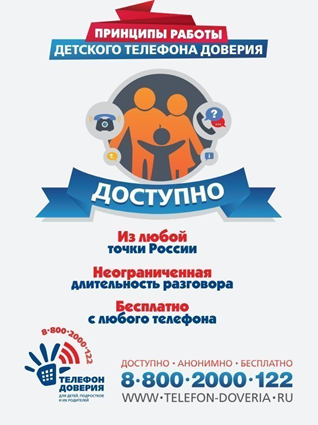 ПРИНЦИПЫ РАБОТЫ
ДЕТСКОГО ТЕЛЕФОНА ДОВЕРИЯ
?
ДОСТУПНО
Из любой
точки России
Неограниченная
длительность разговора
Бесплатно
с любого телефона
8-800-2000-122
ТЕЛЕФОН
ДОВЕРИЯ
ДЛЯ ДЕТЕЙ, ПОДРОСТКОВ
И ИХ РОДИТЕЛЕЙ
ДОСТУПНО • АНОНИМНО • БЕСПЛАТНО
8·800·2000·122
WWW·TELEFON-DOVERIA·RU